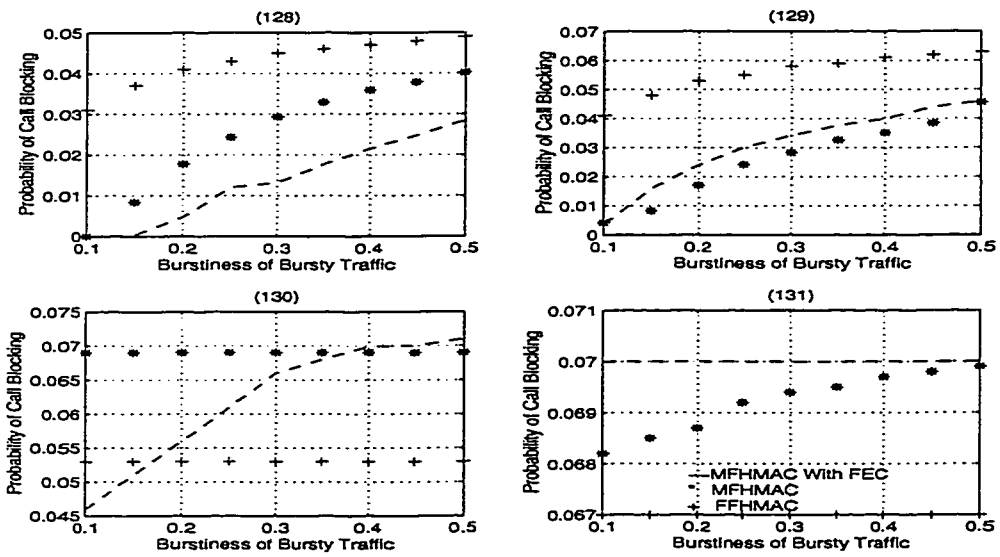 (128)
Probability of Call Blocking
0.05
0.04
0.03
0.02
0.01
0
0.1 0.2 0.3 0.4 0.5
Burstiness of Bursty Traffic
(129)
Probability of Call Blocking
0.07
0.06
0.05
0.04
0.03
0.02
0.01
0
0.1 0.2 0.3 0.4 0.5
Burstiness of Bursty Traffic
(130)
Probability of Call Blocking
0.075
0.07
0.065
0.06
0.055
0.05
0.045
0.1 0.2 0.3 0.4 0.5
Burstiness of Bursty Traffic
(131)
Probability of Call Blocking
0.071
0.07
0.069
0.068
0.067
MFHMAC With FEC
MFHMAC
FFHMAC
0.1 0.2 0.3 0.4 0.5
Burstiness of Bursty Traffic